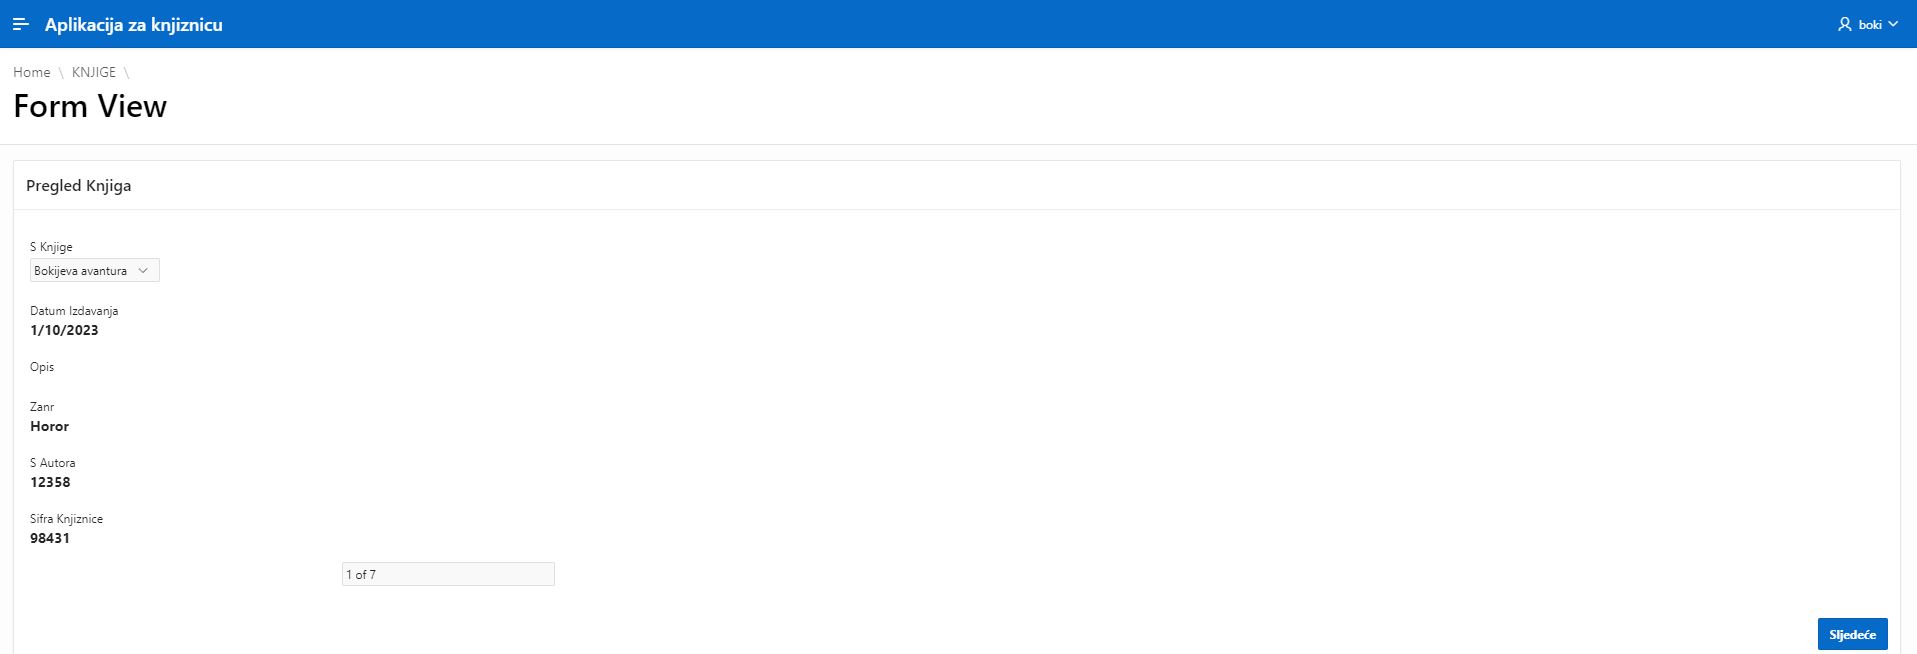 Aplikacija za knjiznicu
boki
Home \ KNJIGE \
Form View
Pregled Knjiga
S Knjige
Bokijeva avantura
Datum Izdavanja
1/10/2023
Opis
Zanr
Horor
S Autora
12358
Sifra Knjiznice
98431
1 of 7
Sljedeće